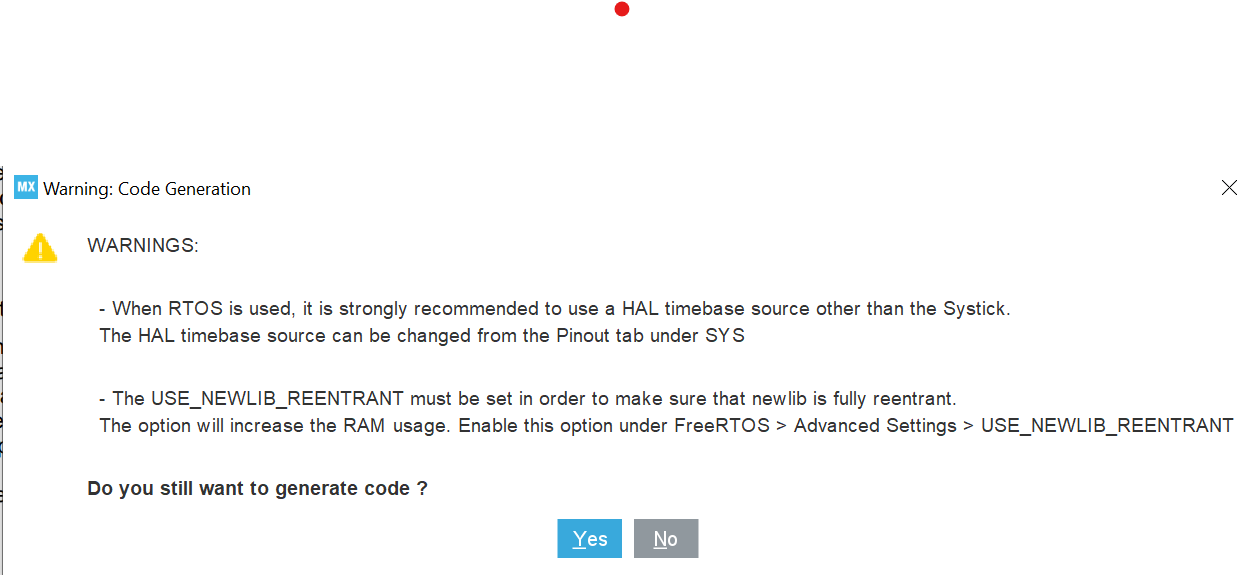 MX Warning: Code Generation
WARNINGS:
- When RTOS is used, it is strongly recommended to use a HAL timebase source other than the Systick.
The HAL timebase source can be changed from the Pinout tab under SYS
- The USE_NEWLIB_REENTRANT must be set in order to make sure that newlib is fully reentrant.
The option will increase the RAM usage. Enable this option under FreeRTOS > Advanced Settings > USE_NEWLIB_REENTRANT
Do you still want to generate code ?
Yes No